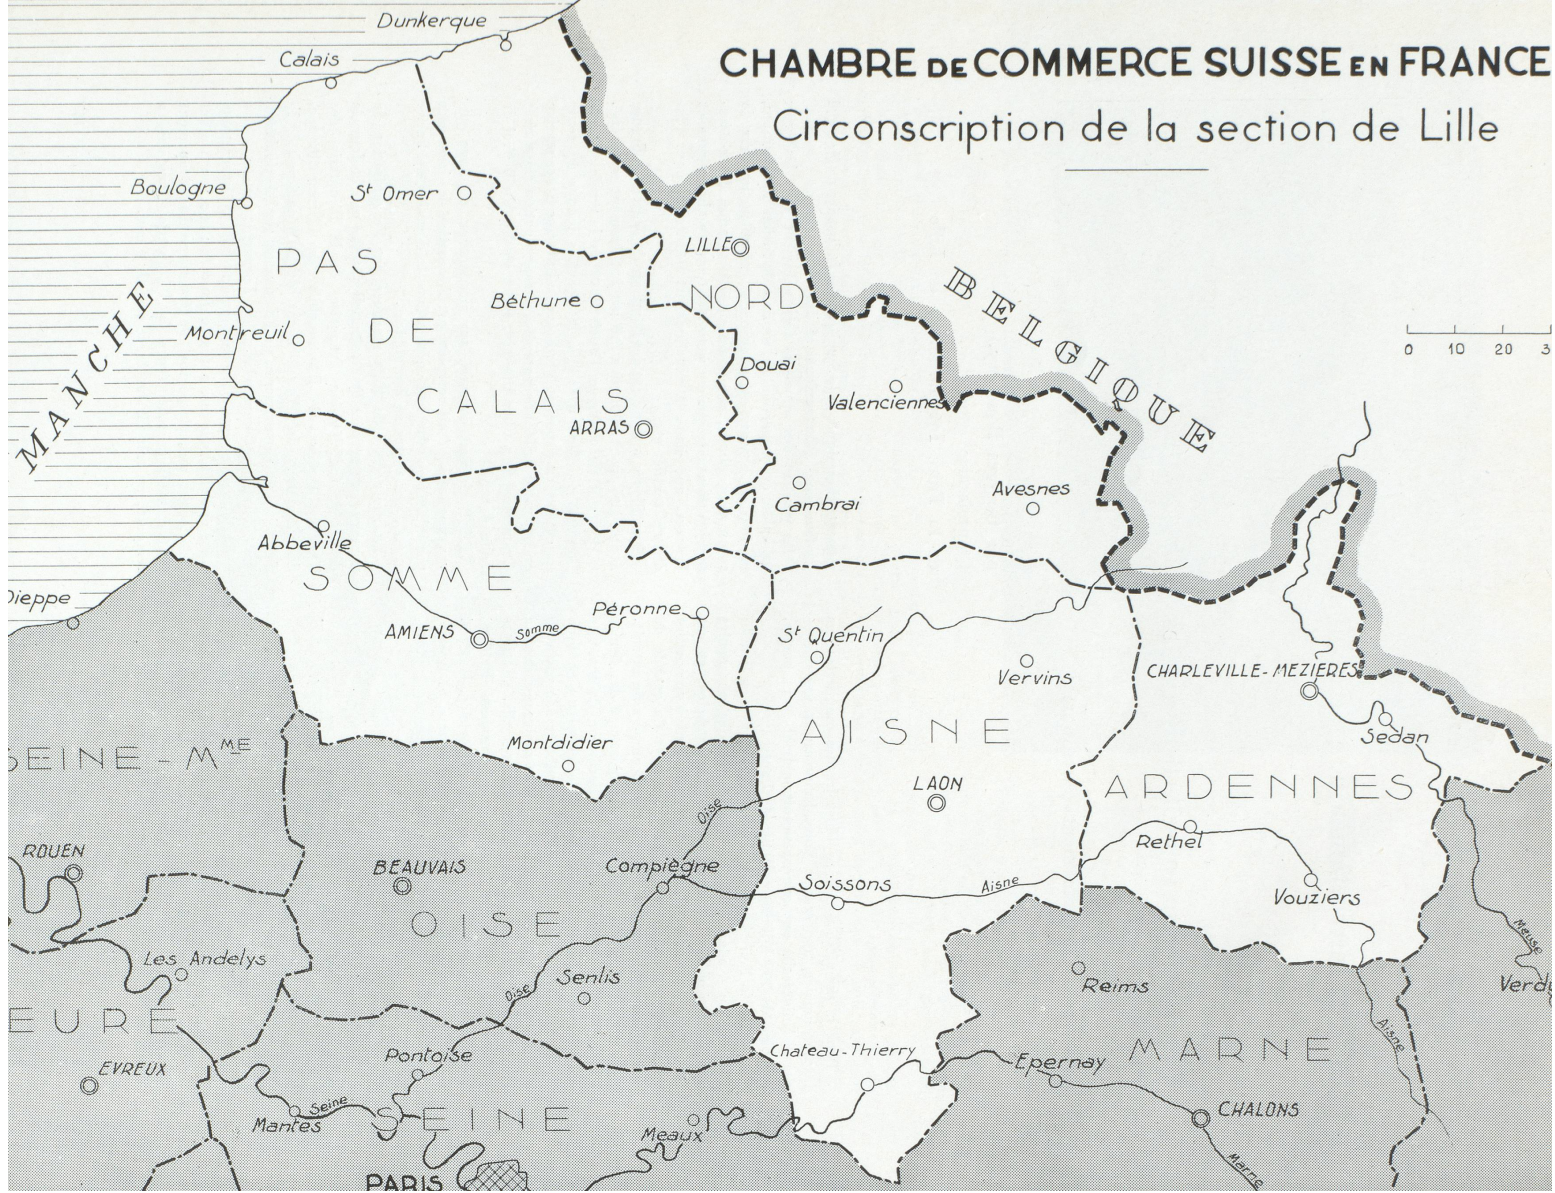 CHAMBRE DE COMMERCE SUISSE EN FRANCE
Circonscription de la section de Lille
Dunkerque
Calais
Boulogne
St Omer
LILLE
PAS
DE
CALAIS
Béthune
NORD
BELGIQUE
MANCHE
Montreuil
Douai
Valenciennes
ARRAS
0 10 20 3
Cambrai
Avesnes
Abbeville
SOMME
Dieppe
Péronne
AMIENS
Somme
St Quentin
Vervins
CHARLEVILLE-MEZIERES
Sedan
AISNE
Montdidier
SEINE-MME
LAON
ARDENNES
Oise
ROUEN
BEAUVAIS
Compiègne
Soissons
Aisne
Rethel
Vouziers
OISE
Meuse
Les Andelys
Senlis
Oise
Reims
Verdu
EURE
Aisne
Pontoise
Chateau-Thierry
Epernay
MARNE
EVREUX
Seine
Mantes
SEINE
Meaux
CHALONS
Marne
PARIS